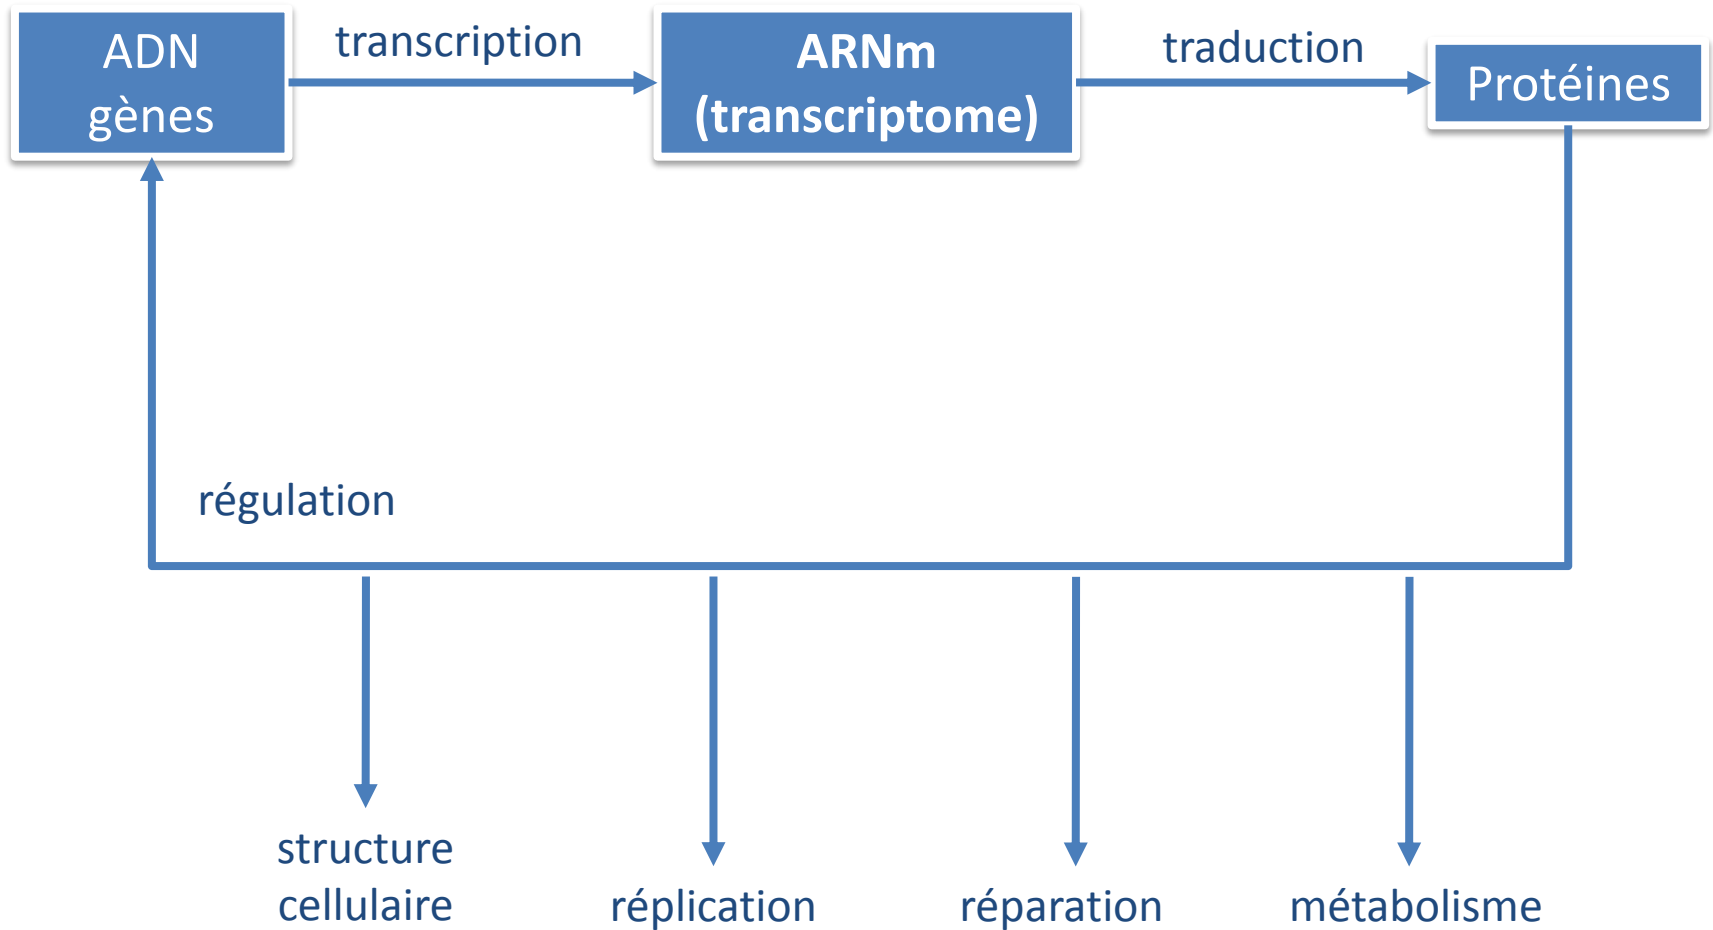 ADN
gènes
transcription
ARNm
(transcriptome)
traduction
Protéines
régulation
structure
cellulaire
réplication
réparation
métabolisme